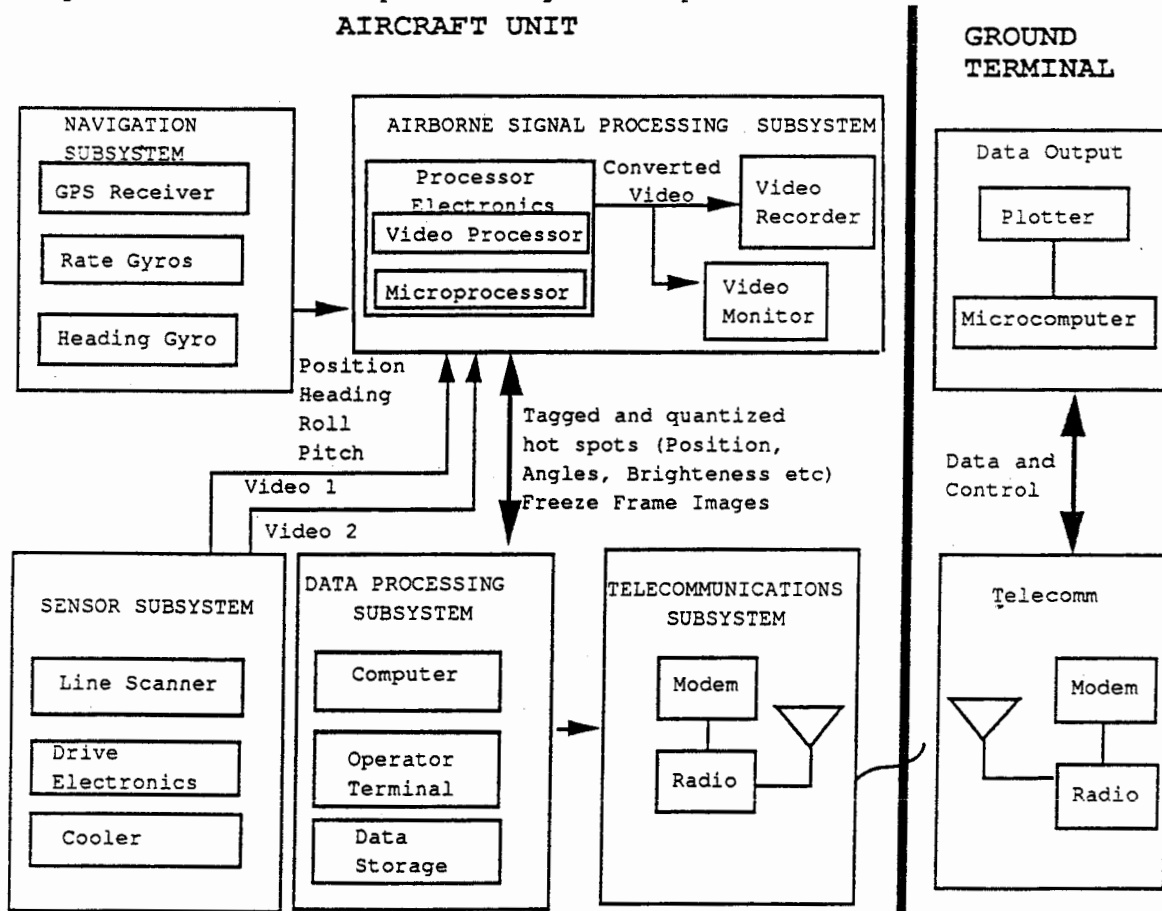 AIRCRAFT UNIT
GROUND
TERMINAL
NAVIGATION
SUBSYSTEM
GPS Receiver
Rate Gyros
Heading Gyro
AIRBORNE SIGNAL PROCESSING SUBSYSTEM
Processor
Electronics
Video Processor
Microprocessor
Converted
Video
Video
Recorder
Video
Monitor
Data Output
Plotter
Microcomputer
Position
Heading
Roll
Pitch
Video 1
Video 2
Tagged and quantized
hot spots (Position,
Angles, Brighteness etc)
Freeze Frame Images
Data and
Control
SENSOR SUBSYSTEM
Line Scanner
Drive
Electronics
Cooler
DATA PROCESSING
SUBSYSTEM
Computer
Operator
Terminal
Data
Storage
TELECOMMUNICATIONS
SUBSYSTEM
Modem
Radio
Telecomm
Modem
Radio